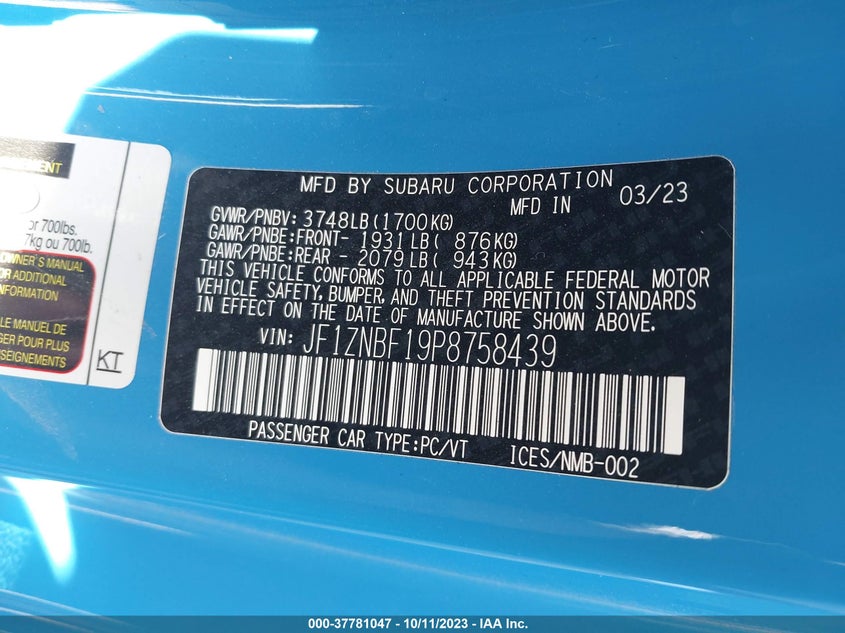 MENT
or 700lbs.
7kg ou 700lb.
OWNER'S MANUAL
OR ADDITIONAL
INFORMATION
LE MANUEL DE
GER POUR PLUS
ENSEIGNEMENTS
KT
MFD BY SUBARU CORPORATION
MFD IN 03/23
GVWR/PNBV: 3748LB(1700KG)
GAWR/PNBE:FRONT- 1931LB( 876KG)
GAWR/PNBE:REAR - 2079LB( 943KG)
THIS VEHICLE CONFORMS TO ALL APPLICABLE FEDERAL MOTOR
VEHICLE SAFETY, BUMPER, AND THEFT PREVENTION STANDARDS
IN EFFECT ON THE DATE OF MANUFACTURE SHOWN ABOVE.
VIN: JF1ZNBF19P8758439
PASSENGER CAR TYPE:PC/VT ICES/NMB-002
000-37781047 - 10/11/2023 - IAA Inc.